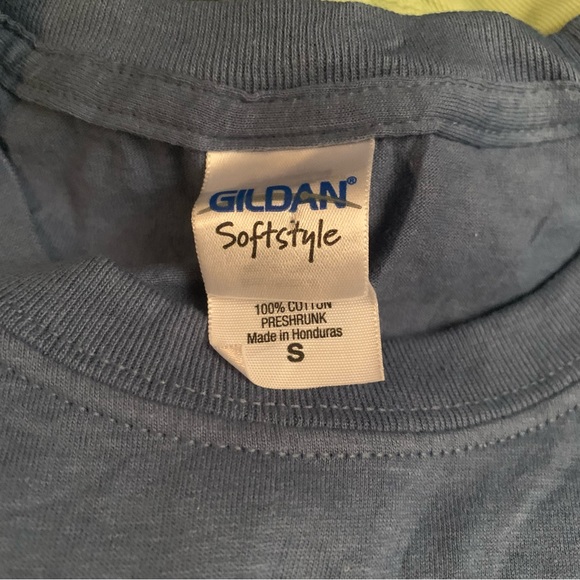 GILDAN®
Softstyle
100% COTTON
PRESHRUNK
Made in Honduras
S